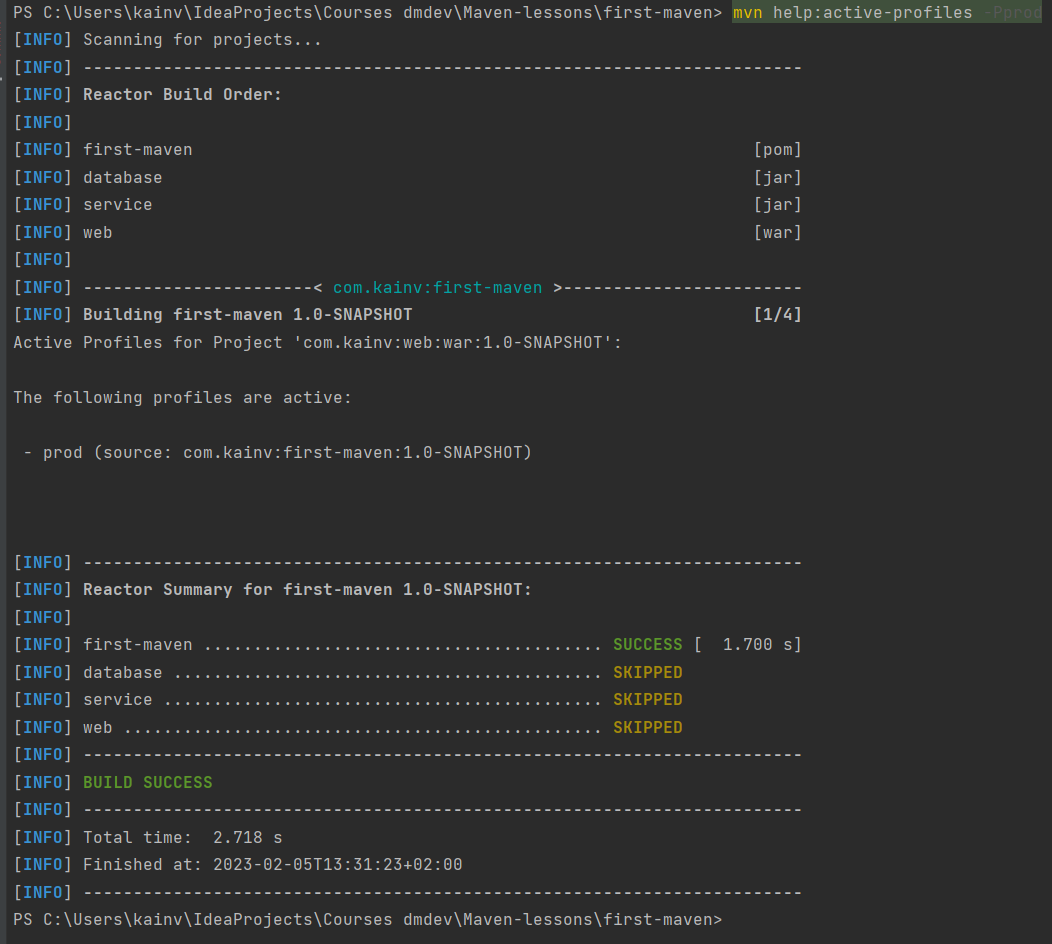 PS C:\Users\kainv\IdeaProjects\Courses dmdev\Maven-lessons\first-maven> mvn help:active-profiles -Pprod
[INFO] Scanning for projects...
[INFO] ------------------------------------------------------------------------
[INFO] Reactor Build Order:
[INFO]
[INFO] first-maven                                                        [pom]
[INFO] database                                                           [jar]
[INFO] service                                                            [jar]
[INFO] web                                                                [war]
[INFO]
[INFO] -----------------------< com.kainv:first-maven >------------------------
[INFO] Building first-maven 1.0-SNAPSHOT                                  [1/4]
Active Profiles for Project 'com.kainv:web:war:1.0-SNAPSHOT':
The following profiles are active:
- prod (source: com.kainv:first-maven:1.0-SNAPSHOT)
[INFO] ------------------------------------------------------------------------
[INFO] Reactor Summary for first-maven 1.0-SNAPSHOT:
[INFO]
[INFO] first-maven ........................................ SUCCESS [  1.700 s]
[INFO] database ........................................... SKIPPED
[INFO] service ............................................ SKIPPED
[INFO] web ................................................ SKIPPED
[INFO] ------------------------------------------------------------------------
[INFO] BUILD SUCCESS
[INFO] ------------------------------------------------------------------------
[INFO] Total time:  2.718 s
[INFO] Finished at: 2023-02-05T13:31:23+02:00
[INFO] ------------------------------------------------------------------------
PS C:\Users\kainv\IdeaProjects\Courses dmdev\Maven-lessons\first-maven>